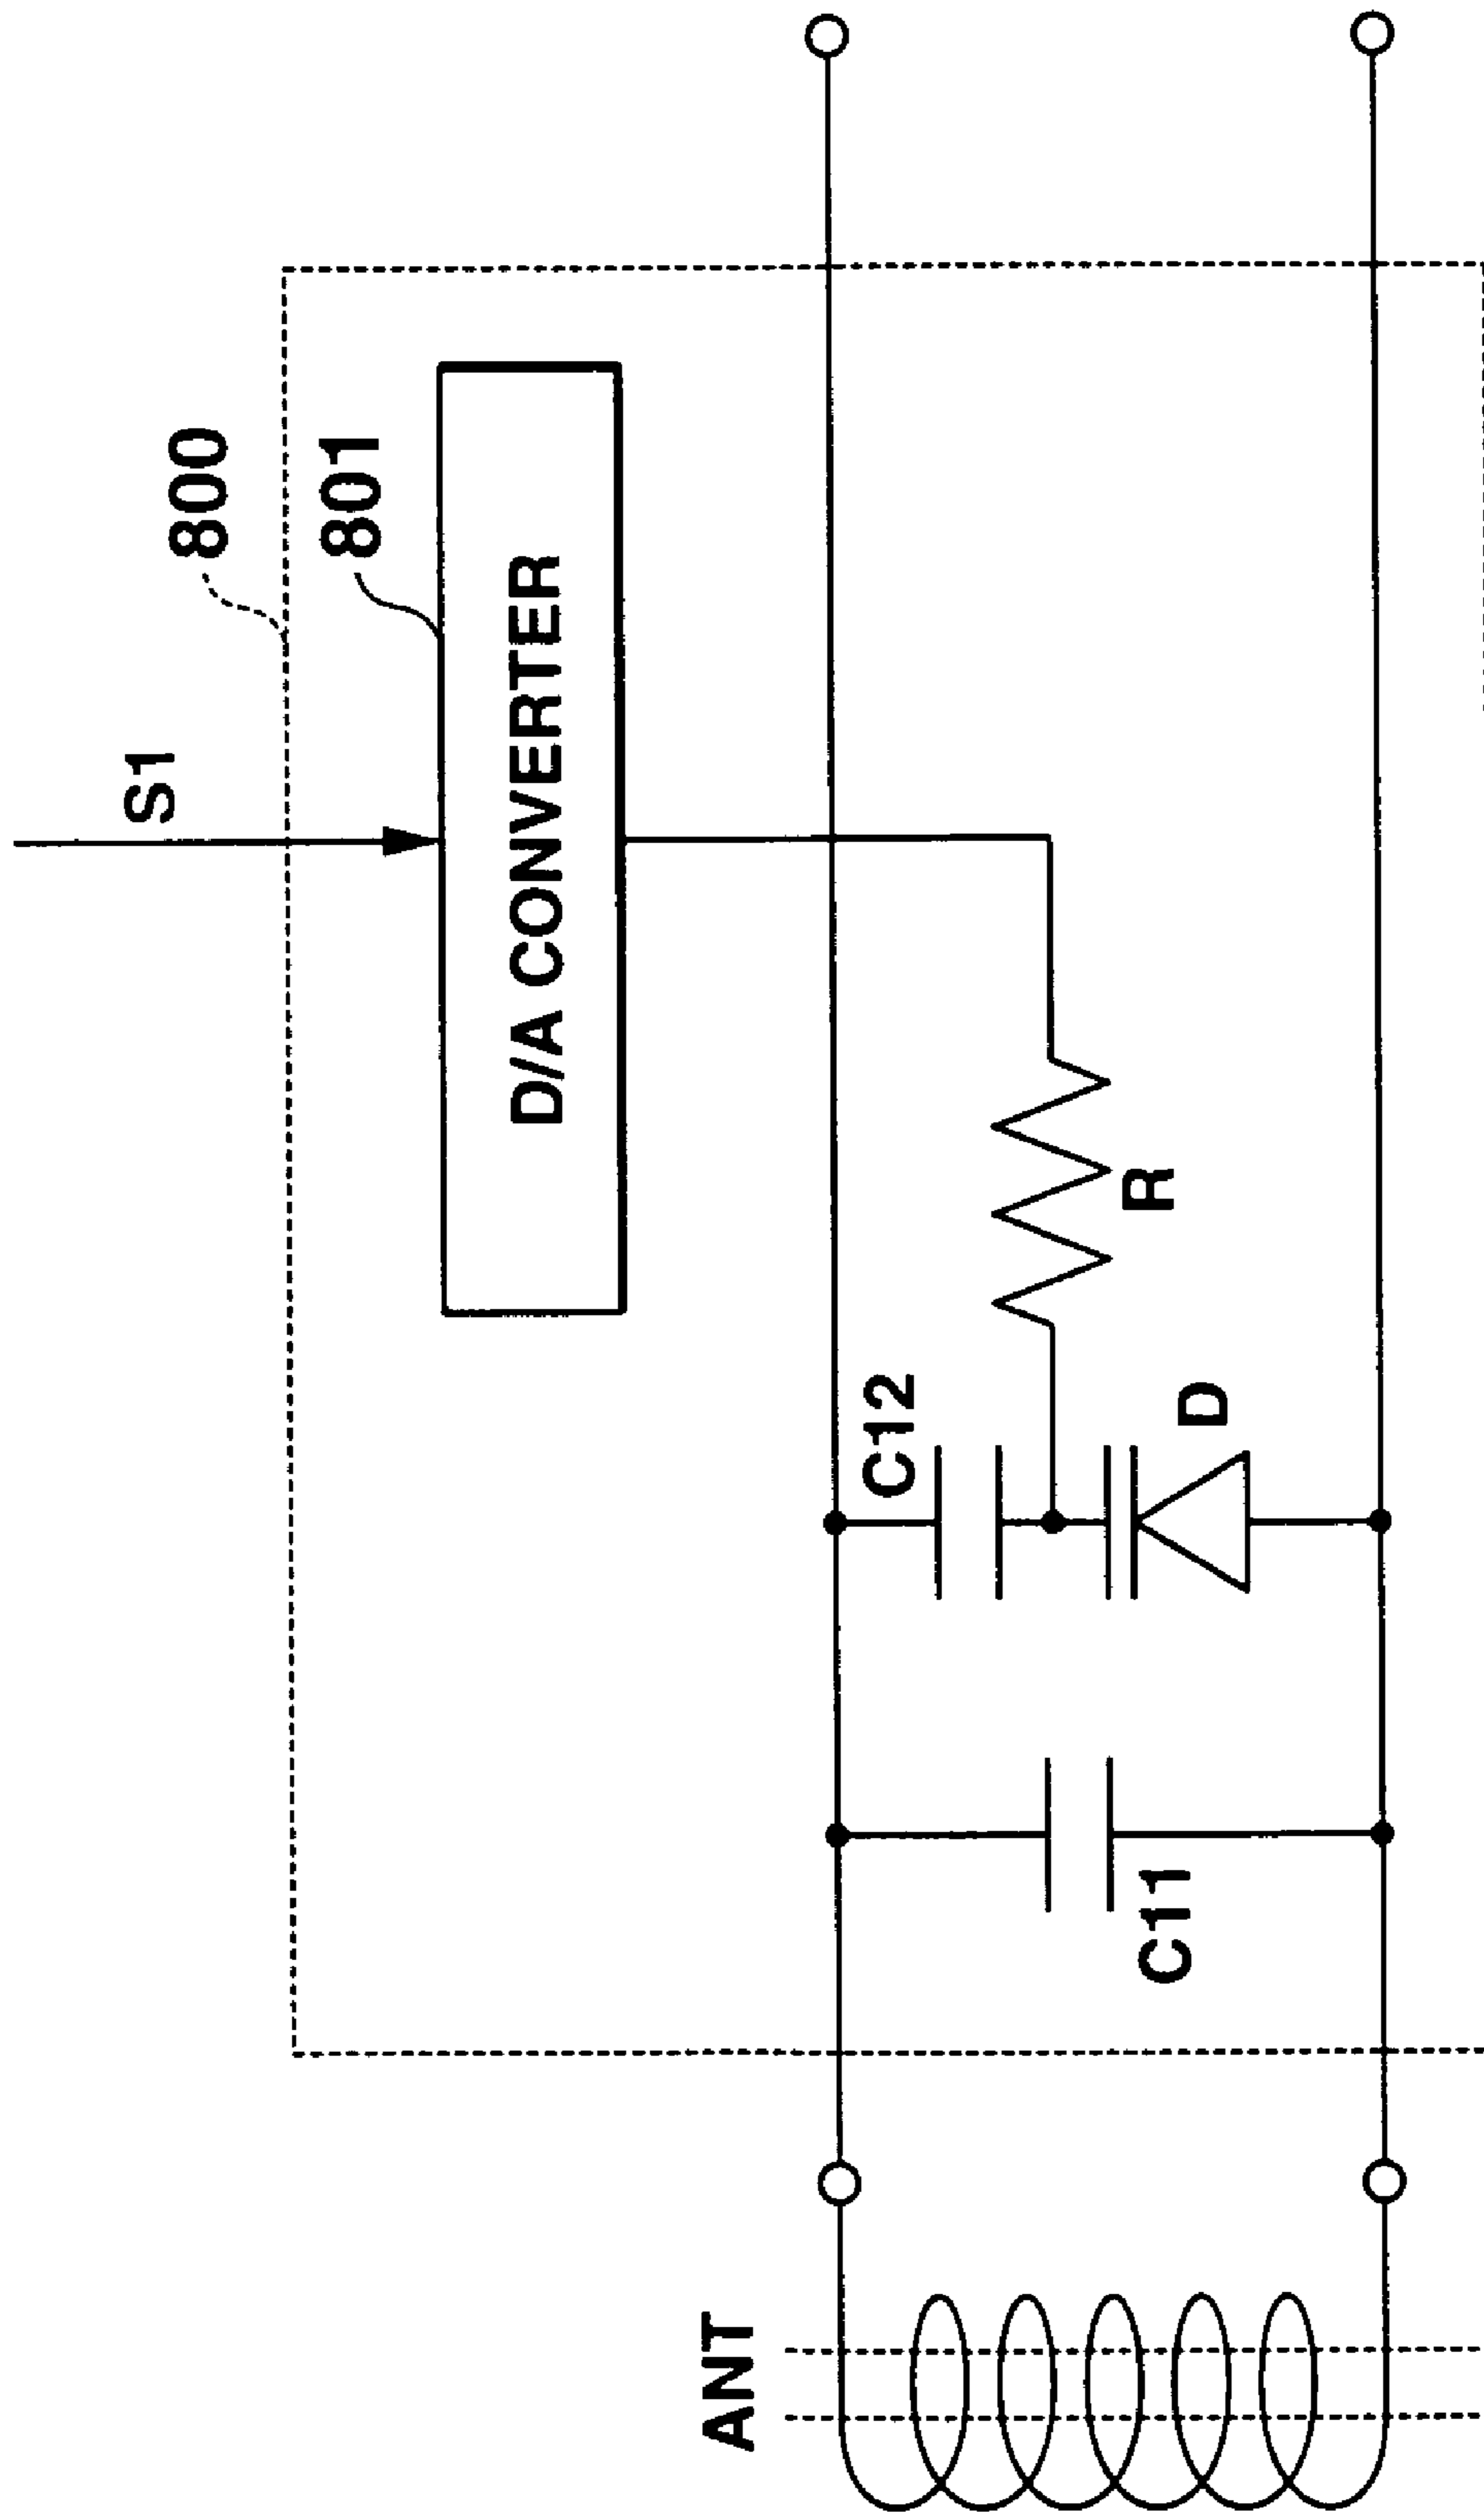 S1
800
801
D/A CONVERTER
C12
R
D
C11
ANT